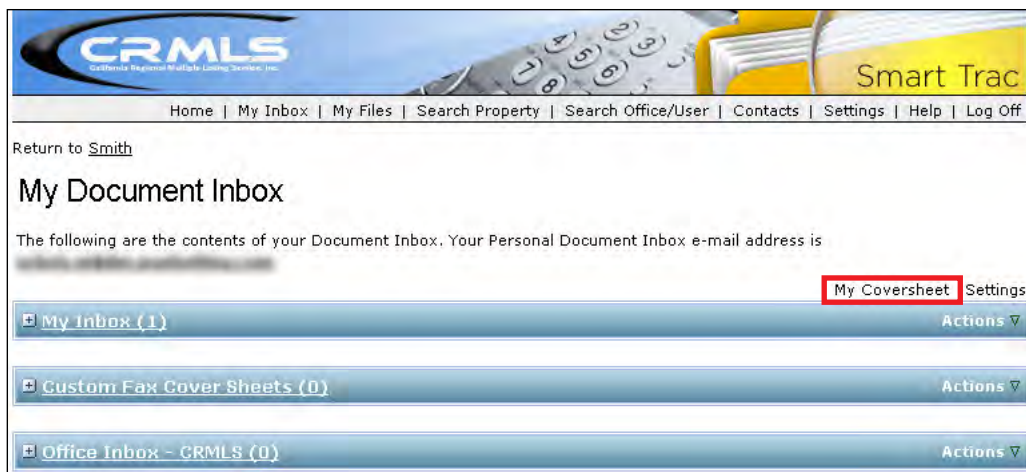 CRMLS
California Regional Multiple Listing Service, Inc.
Smart Trac
Home | My Inbox | My Files | Search Property | Search Office/User | Contacts | Settings | Help | Log Off
Return to Smith
My Document Inbox
The following are the contents of your Document Inbox. Your Personal Document Inbox e-mail address is
My Coversheet Settings
My Inbox (1) Actions
Custom Fax Cover Sheets (0) Actions
Office Inbox - CRMLS (0) Actions